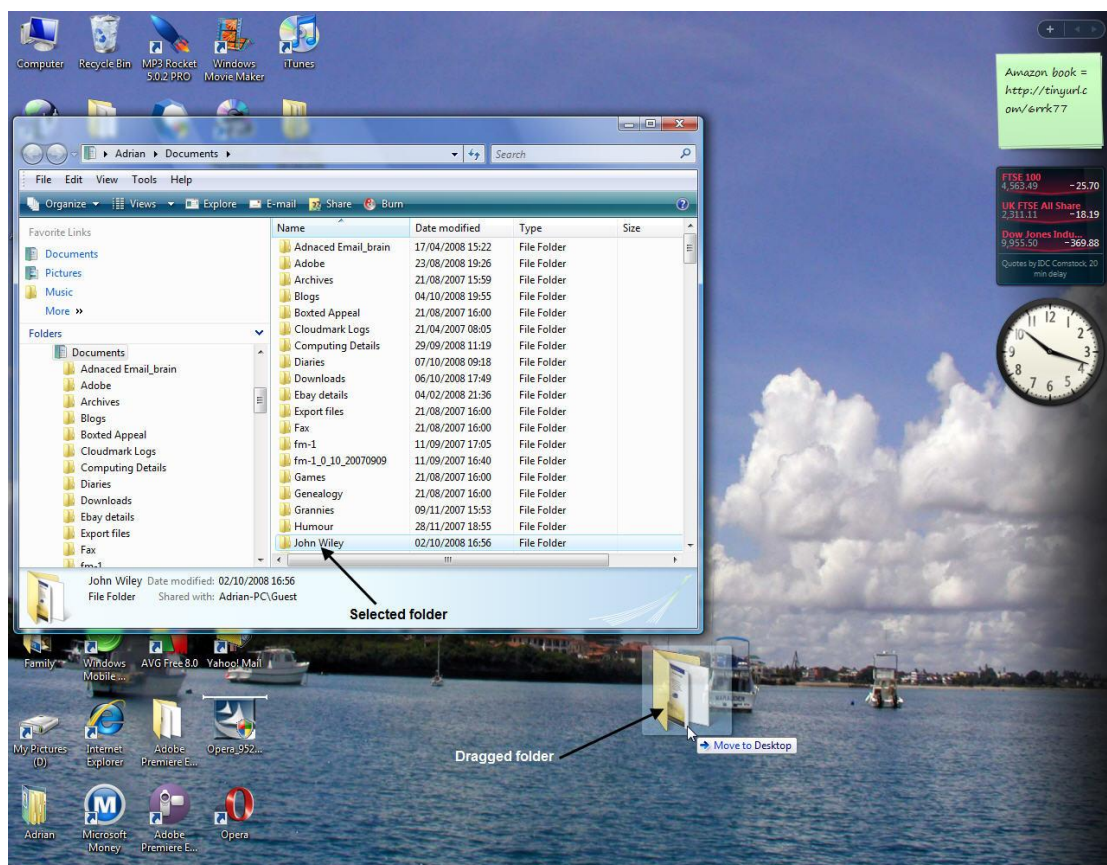 Computer
Recycle Bin
MP3 Rocket
5.0.2 PRO
Windows
Movie Maker
iTunes
Amazon book =
http://tinyurl.c
om/6rrk77
FTSE 100
4,563.49 -25.70
UK FTSE All Share
2,311.11 -18.19
Dow Jones Indu...
9,955.50 -369.88
Quotes by IDC Comstock, 20
min delay
12
1
2
3
4
5
6
7
8
9
10
11
Adrian Documents
Search
File Edit View Tools Help
Organize Views Explore E-mail Share Burn
Favorite Links
Documents
Pictures
Music
More »
Folders
Documents
Adnaced Email_brain
Adobe
Archives
Blogs
Boxted Appeal
Cloudmark Logs
Computing Details
Diaries
Downloads
Ebay details
Export files
Fax
fm-1
Name Date modified Type Size
Adnaced Email_brain 17/04/2008 15:22 File Folder
Adobe 23/08/2008 19:26 File Folder
Archives 21/08/2007 15:59 File Folder
Blogs 04/10/2008 19:55 File Folder
Boxted Appeal 21/08/2007 16:00 File Folder
Cloudmark Logs 21/04/2007 08:05 File Folder
Computing Details 29/09/2008 11:19 File Folder
Diaries 07/10/2008 09:18 File Folder
Downloads 06/10/2008 17:49 File Folder
Ebay details 04/02/2008 21:36 File Folder
Export files 21/08/2007 16:00 File Folder
Fax 21/08/2007 16:00 File Folder
fm-1 11/09/2007 17:05 File Folder
fm-1_0_10_20070909 11/09/2007 16:40 File Folder
Games 21/08/2007 16:00 File Folder
Genealogy 21/08/2007 16:00 File Folder
Grannies 09/11/2007 15:53 File Folder
Humour 28/11/2007 18:55 File Folder
John Wiley 02/10/2008 16:56 File Folder
John Wiley Date modified: 02/10/2008 16:56
File Folder Shared with: Adrian-PC\Guest
Selected folder
Family
Windows
Mobile ...
AVG Free 8.0
Yahoo! Mail
My Pictures
(D)
Internet
Explorer
Adobe
Premiere E...
Opera_952...
Dragged folder
Move to Desktop
Adrian
Microsoft
Money
Adobe
Premiere E...
Opera